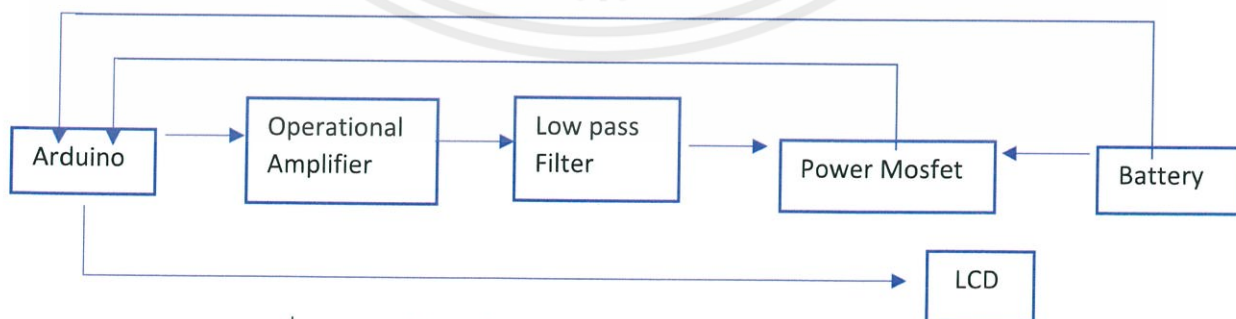 Arduino
Operational
Amplifier
Low pass
Filter
Power Mosfet
Battery
LCD